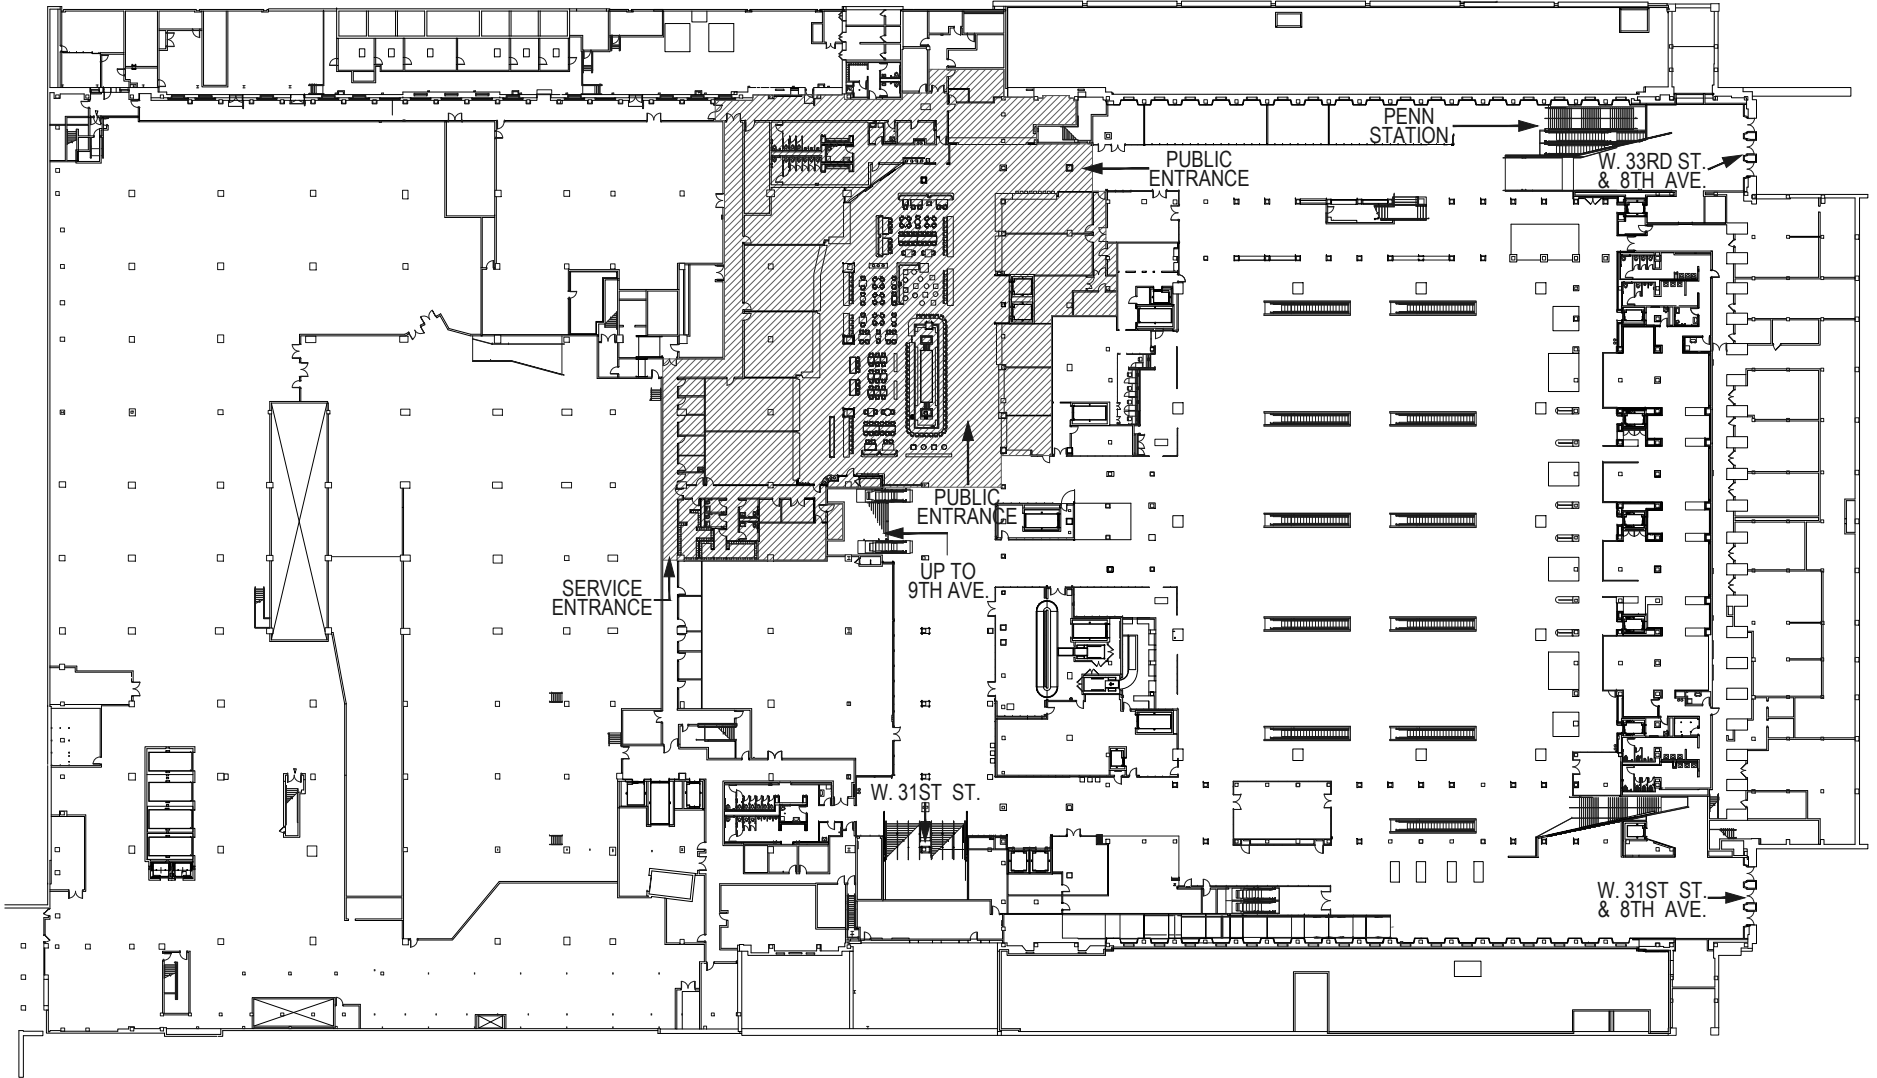 PENN
STATION
PUBLIC
ENTRANCE
W. 33RD ST.
& 8TH AVE.
PUBLIC
ENTRANCE
UP TO
9TH AVE.
SERVICE
ENTRANCE
W. 31ST ST.
W. 31ST ST.
& 8TH AVE.